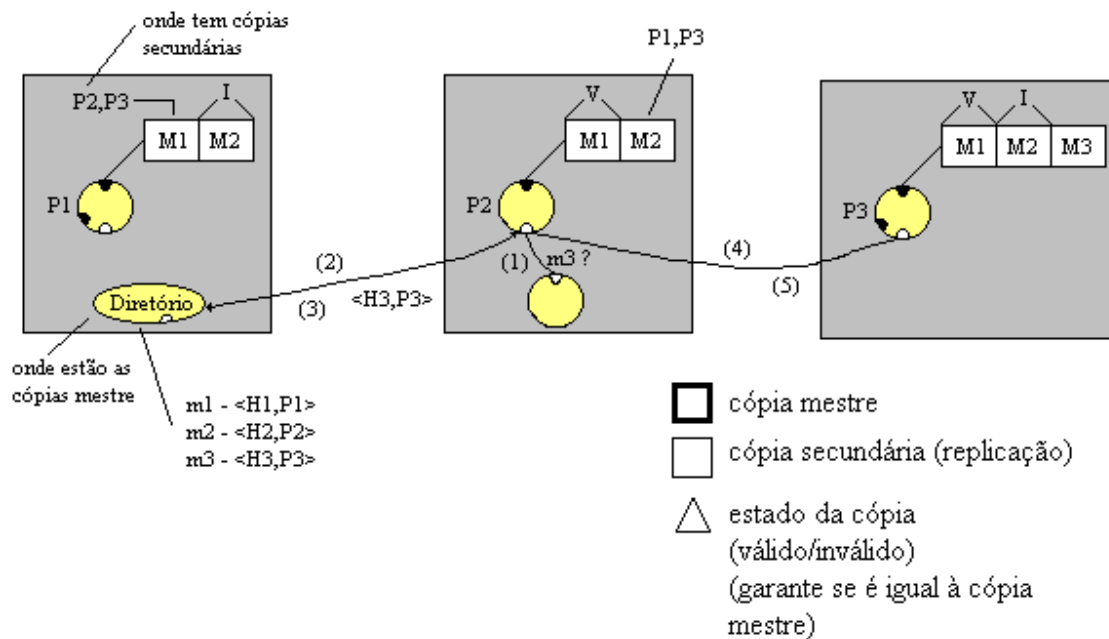 onde tem cópias
secundárias
P1,P3
P2,P3
I
M1 M2
P1
V
M1 M2
P2
V I
M1 M2 M3
P3
(1) m3 ?
(2)
(3)
<H3,P3>
(4)
(5)
Diretório
onde estão as
cópias mestre
m1 - <H1,P1>
m2 - <H2,P2>
m3 - <H3,P3>
cópia mestre
cópia secundária (replicação)
estado da cópia
(válido/inválido)
(garante se é igual à cópia
mestre)